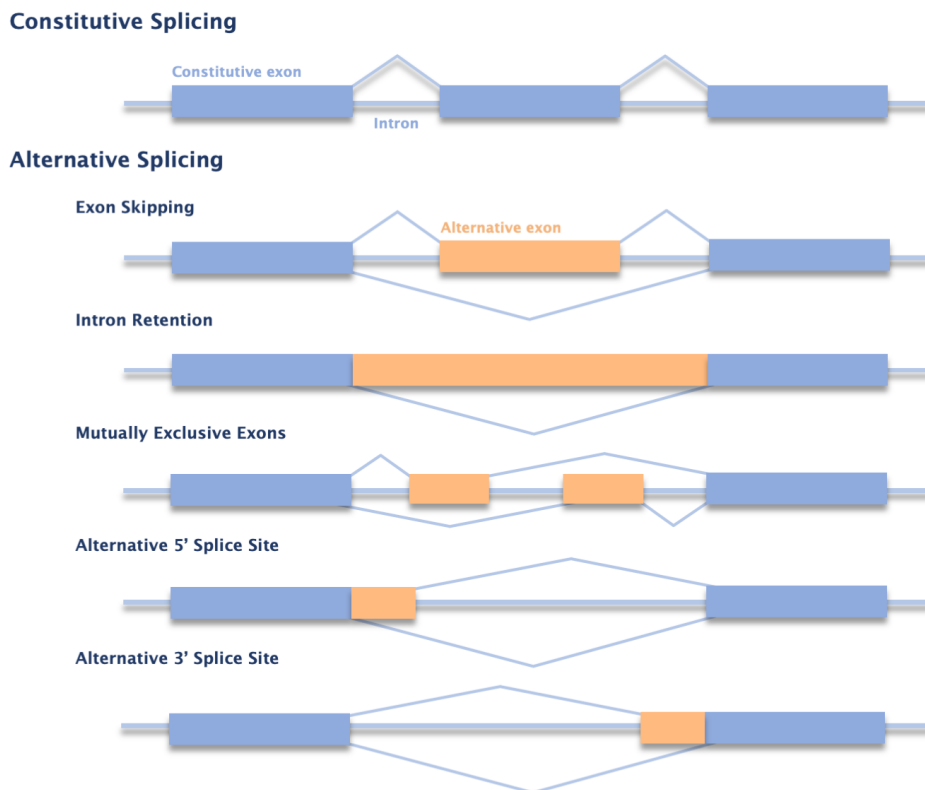 Constitutive Splicing
Constitutive exon
Intron
Alternative Splicing
Exon Skipping
Alternative exon
Intron Retention
Mutually Exclusive Exons
Alternative 5’ Splice Site
Alternative 3’ Splice Site